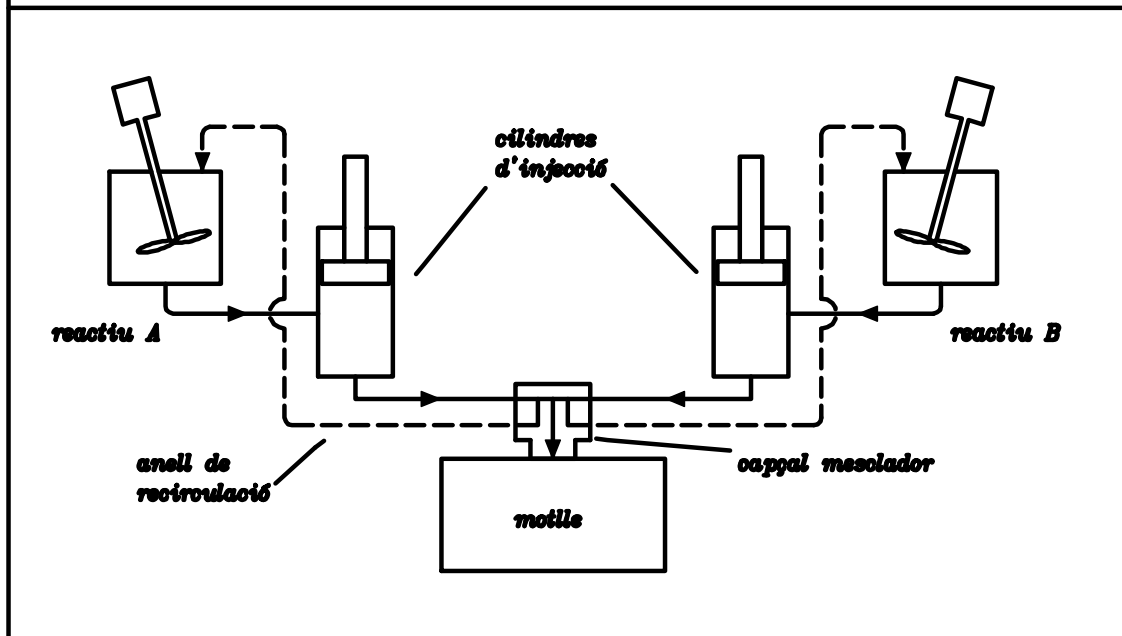 cilindres
d'injecció
reactiu A
reactiu B
anell de
recirculació
capçal mesclador
motlle